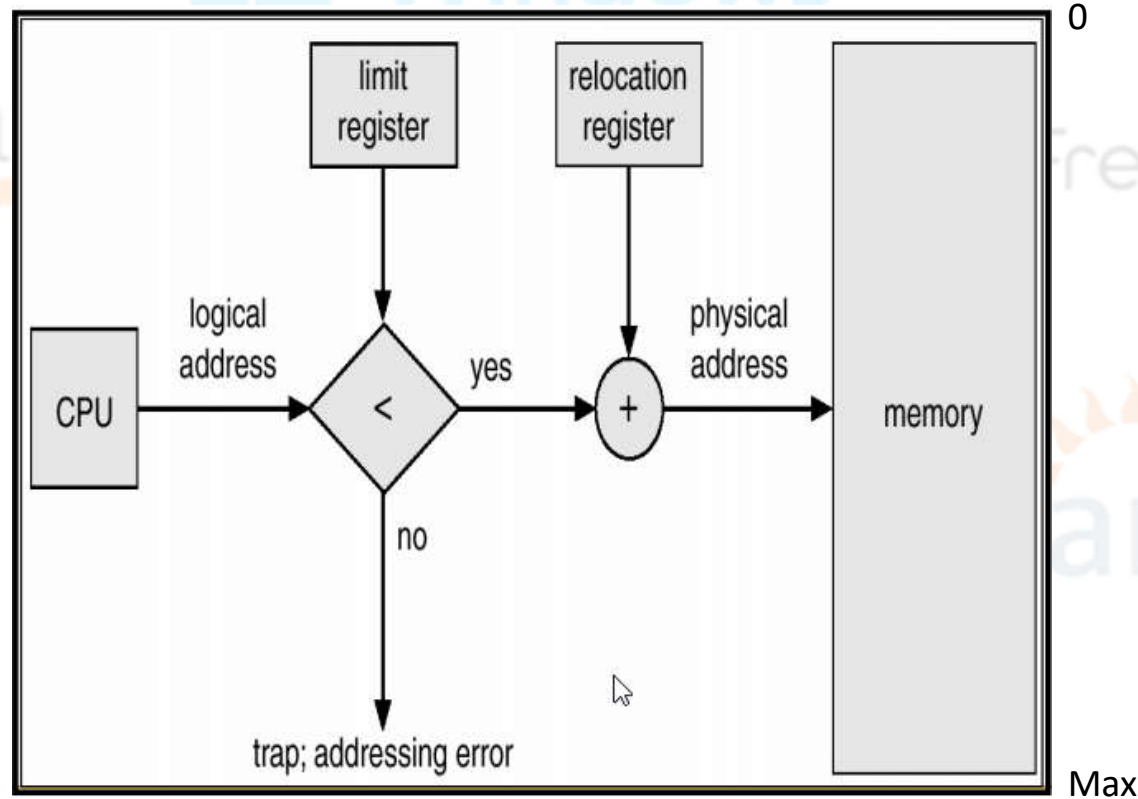 0
limit
register
relocation
register
logical
address
physical
address
yes
CPU
<
+
memory
no
trap; addressing error
Max